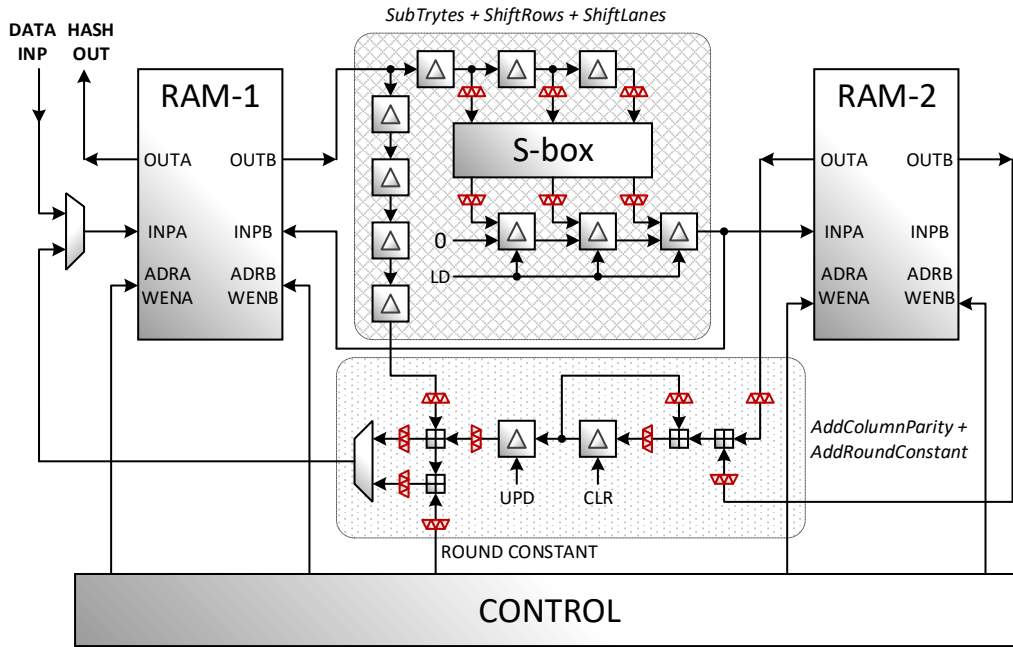 SubTrytes + ShiftRows + ShiftLanes
DATA HASH
INP OUT
RAM-1
OUTA OUTB
INPA INPB
ADRA ADRB
WENA WENB
S-box
0
LD
RAM-2
OUTA OUTB
INPA INPB
ADRA ADRB
WENA WENB
AddColumnParity +
AddRoundConstant
UPD CLR
ROUND CONSTANT
CONTROL